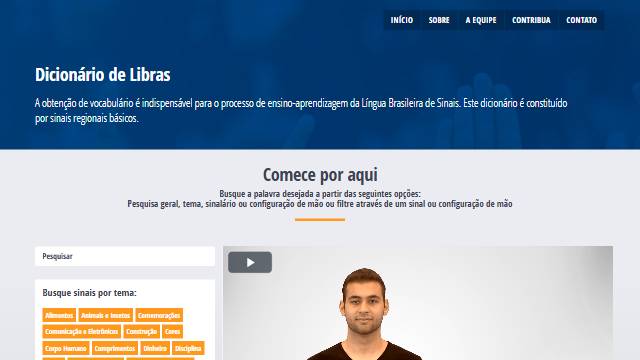 INÍCIO SOBRE A EQUIPE CONTRIBUA CONTATO
Dicionário de Libras
A obtenção de vocabulário é indispensável para o processo de ensino-aprendizagem da Língua Brasileira de Sinais. Este dicionário é constituído
por sinais regionais básicos.
Comece por aqui
Busque a palavra desejada a partir das seguintes opções:
Pesquisa geral, tema, sinalário ou configuração de mão ou filtre através de um sinal ou configuração de mão
Pesquisar
Busque sinais por tema:
Alimentos Animais e Insetos Comemorações
Comunicação e Eletrônicos Construção Cores
Corpo Humano Cumprimentos Dinheiro Disciplina